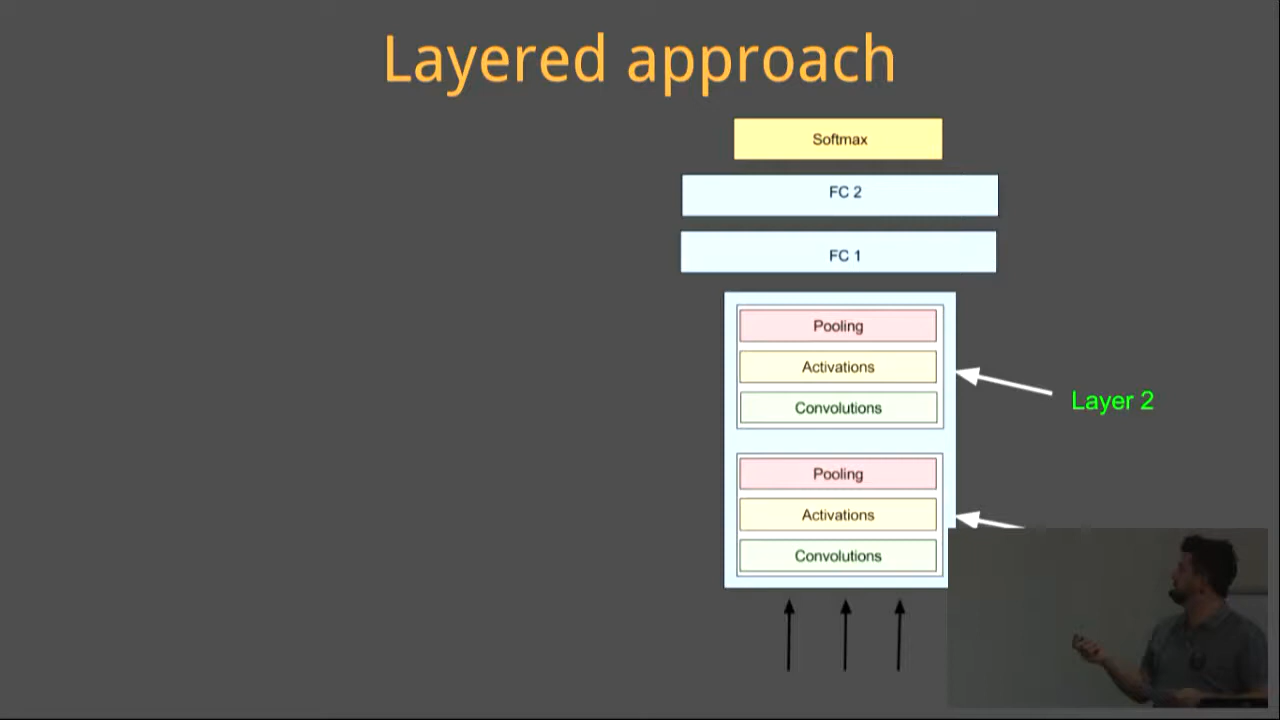 Layered approach
Softmax
FC 2
FC 1
Pooling
Activations
Convolutions
Layer 2
Pooling
Activations
Convolutions